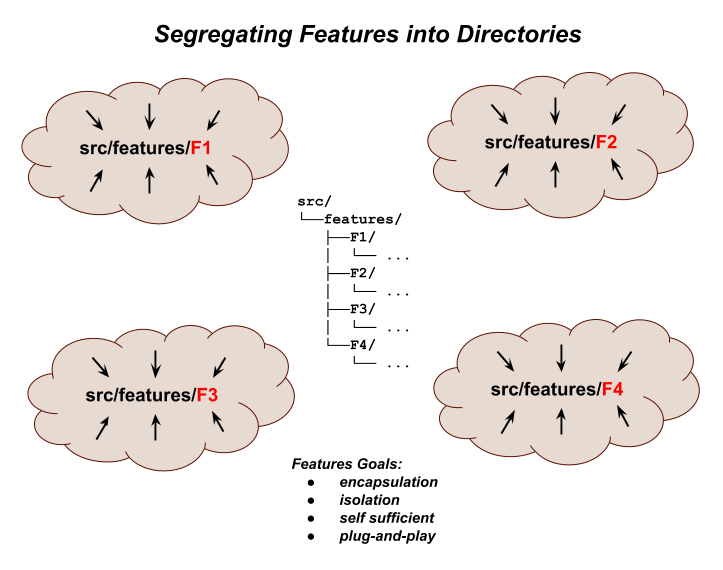 Segregating Features into Directories
src/features/F1
src/features/F2
src/
└──features/
├──F1/
│  └── ...
├──F2/
│  └── ...
├──F3/
│  └── ...
└──F4/
└── ...
src/features/F3
src/features/F4
Features Goals:
● encapsulation
● isolation
● self sufficient
● plug-and-play